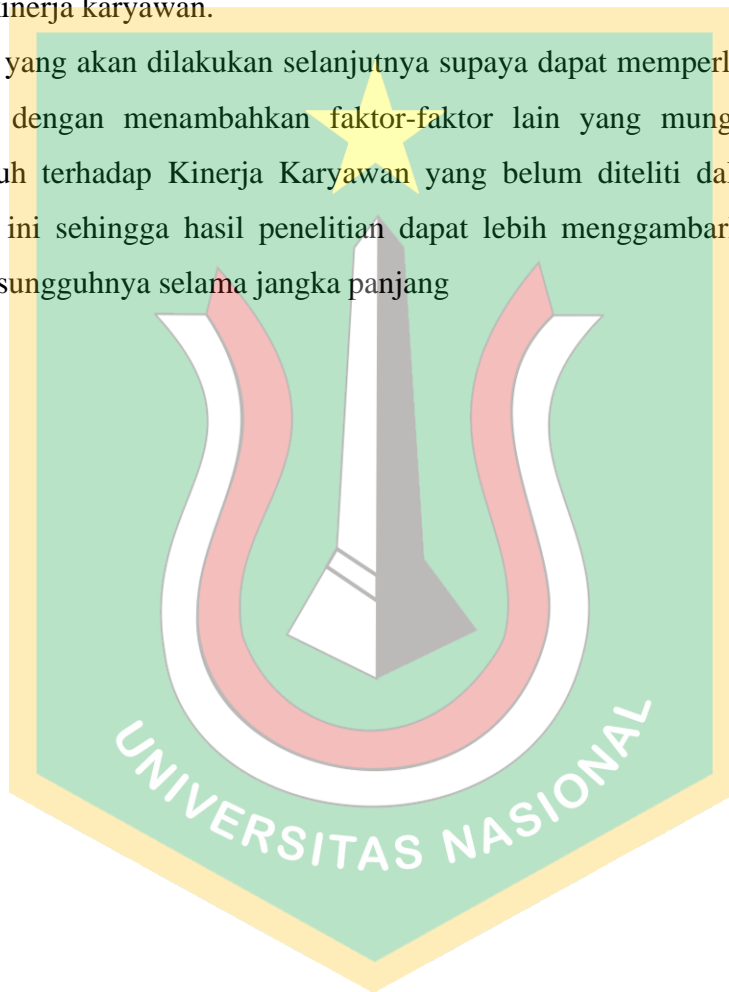 kinerja karyawan.
yang akan dilakukan selanjutnya supaya dapat memperl
dengan menambahkan faktor-faktor lain yang mung
uh terhadap Kinerja Karyawan yang belum diteliti dal
ini sehingga hasil penelitian dapat lebih menggambar
sungguhnya selama jangka panjang
UNIVERSITAS NASIONAL